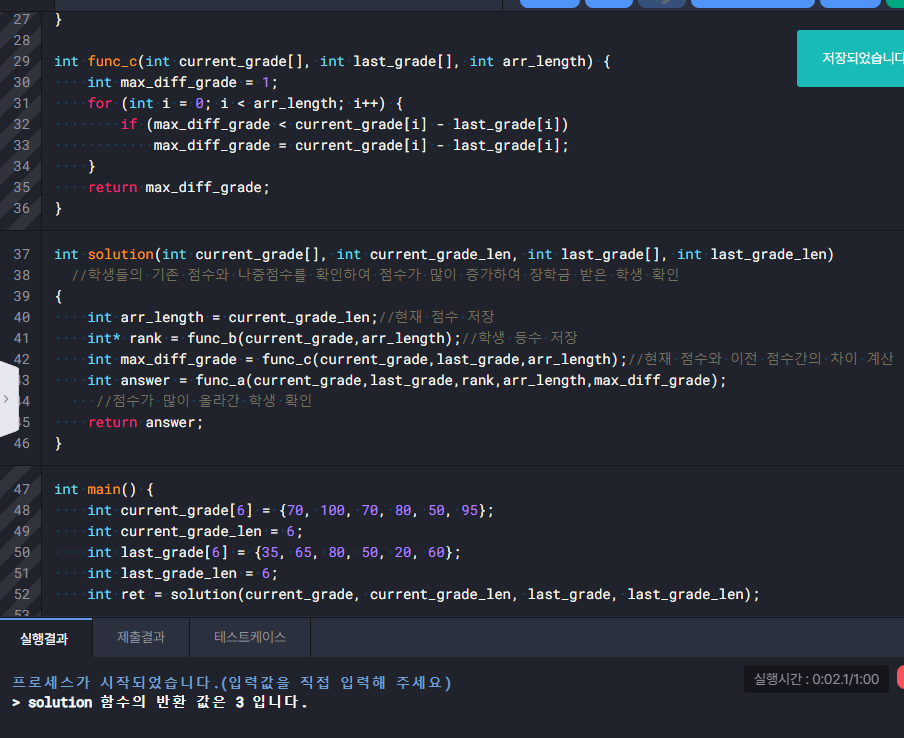 27 }
28
29 int func_c(int current_grade[], int last_grade[], int arr_length) {
저장되었습니다
30 int max_diff_grade = 1;
31 for (int i = 0; i < arr_length; i++) {
32 if (max_diff_grade < current_grade[i] - last_grade[i])
33 max_diff_grade = current_grade[i] - last_grade[i];
34 }
35 return max_diff_grade;
36 }
37 int solution(int current_grade[], int current_grade_len, int last_grade[], int last_grade_len)
38 //학생들의 기존 점수와 나중점수를 확인하여 점수가 많이 증가하여 장학금 받은 학생 확인
39 {
40 int arr_length = current_grade_len;//현재 점수 저장
41 int* rank = func_b(current_grade,arr_length);//학생 등수 저장
42 int max_diff_grade = func_c(current_grade,last_grade,arr_length);//현재 점수와 이전 점수간의 차이 계산
3 int answer = func_a(current_grade,last_grade,rank,arr_length,max_diff_grade);
4 //점수가 많이 올라간 학생 확인
5 return answer;
46 }
47 int main() {
48 int current_grade[6] = {70, 100, 70, 80, 50, 95};
49 int current_grade_len = 6;
50 int last_grade[6] = {35, 65, 80, 50, 20, 60};
51 int last_grade_len = 6;
52 int ret = solution(current_grade, current_grade_len, last_grade, last_grade_len);
53
실행결과 제출결과 테스트케이스
프로세스가 시작되었습니다.(입력값을 직접 입력해 주세요)
실행시간 : 0:02.1/1:00
> solution 함수의 반환 값은 3 입니다.